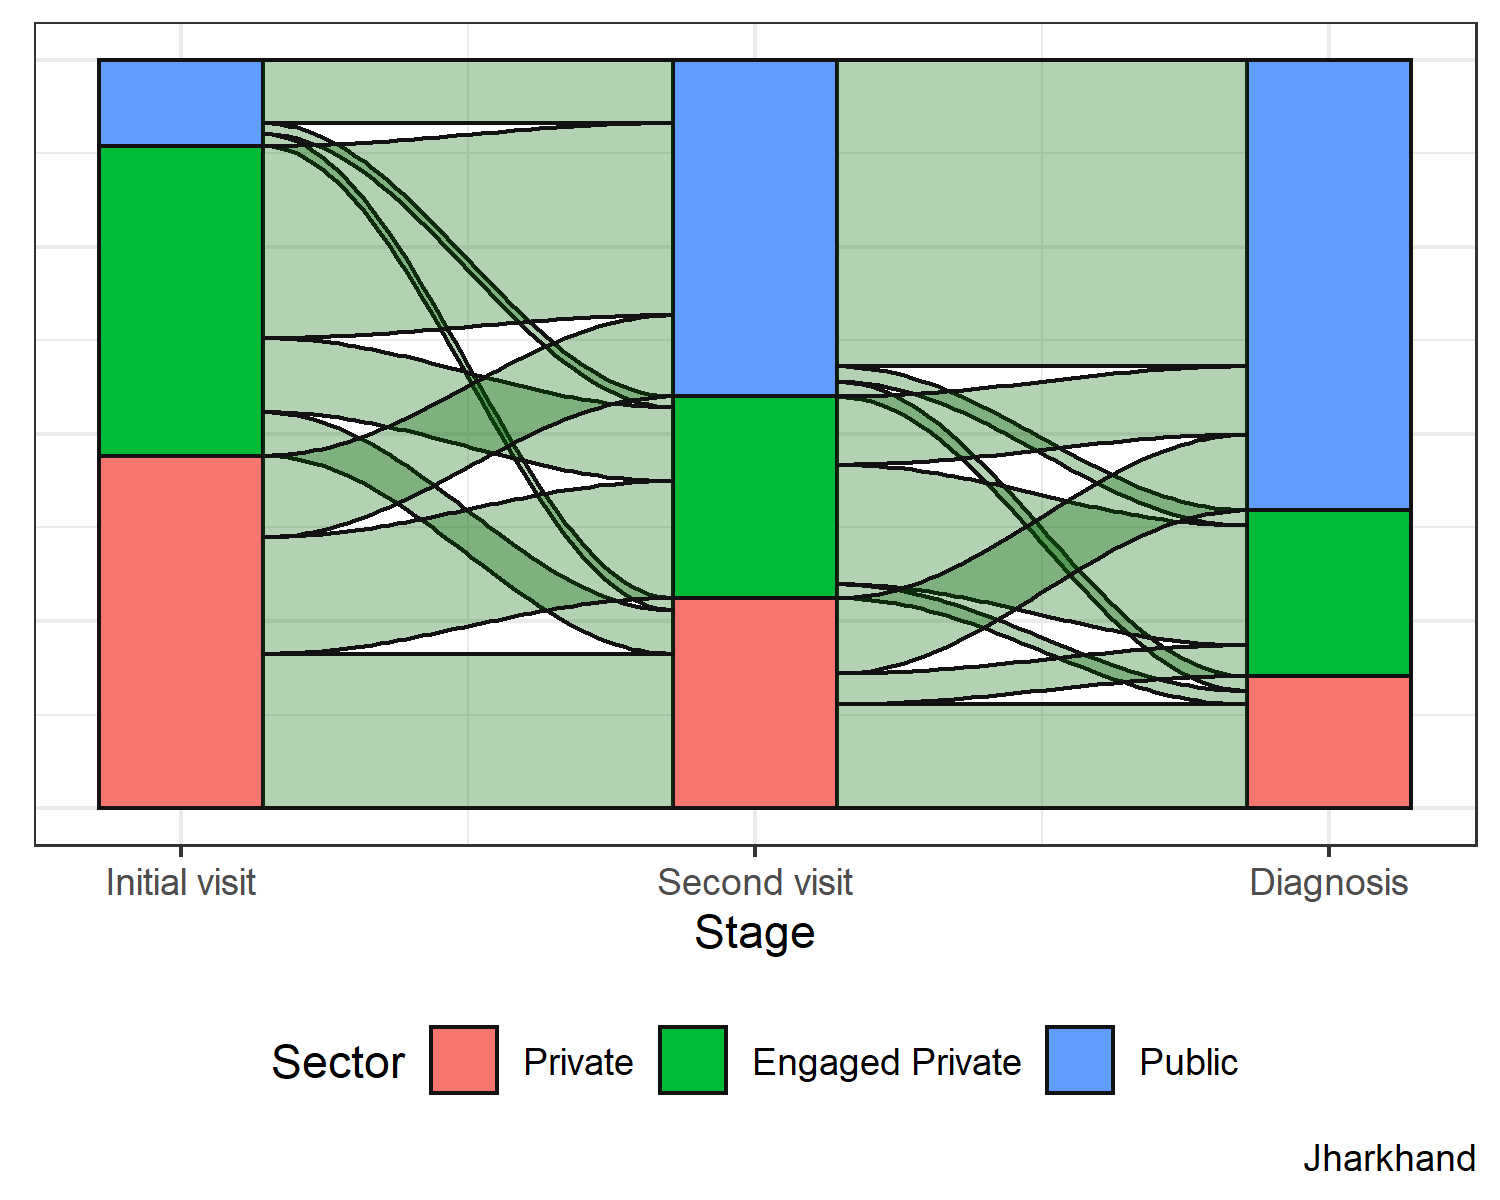 Initial visit Second visit Diagnosis
Stage
Sector Private Engaged Private Public
Jharkhand